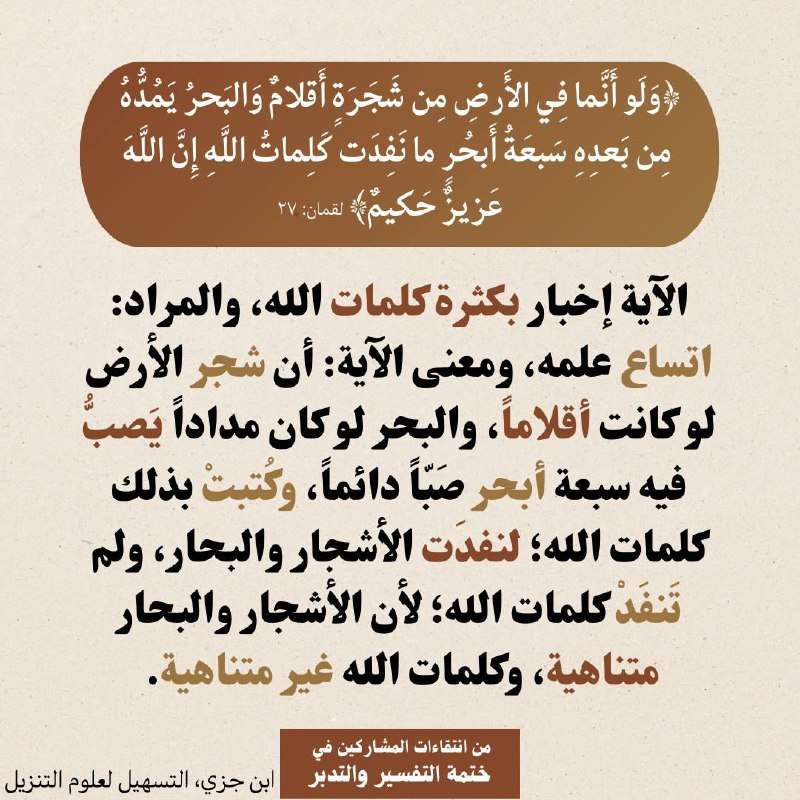 ﴿وَلَو أَنَّما فِي الأَرضِ مِن شَجَرَةٍ أَقلامٌ وَالبَحرُ يَمُدُّهُ
مِن بَعدِهِ سَبعَةُ أَبحُرٍ ما نَفِدَت كَلِماتُ اللَّهِ إِنَّ اللَّهَ
عَزيزٌ حَكيمٌ﴾ لقمان: ٢٧
الآية إخبار بكثرة كلمات الله، والمراد:
اتساع علمه، ومعنى الآية: أن شجر الأرض
لو كانت أقلاماً، والبحر لو كان مداداً يَصبُّ
فيه سبعة أبحر صَبّاً دائماً، وكُتبتْ بذلك
كلمات الله؛ لنفدَت الأشجار والبحار، ولم
تَنفَدْ كلمات الله؛ لأن الأشجار والبحار
متناهية، وكلمات الله غير متناهية.
من انتقاءات المشاركين في
ختمة التفسير والتدبر
ابن جزي، التسهيل لعلوم التنزيل